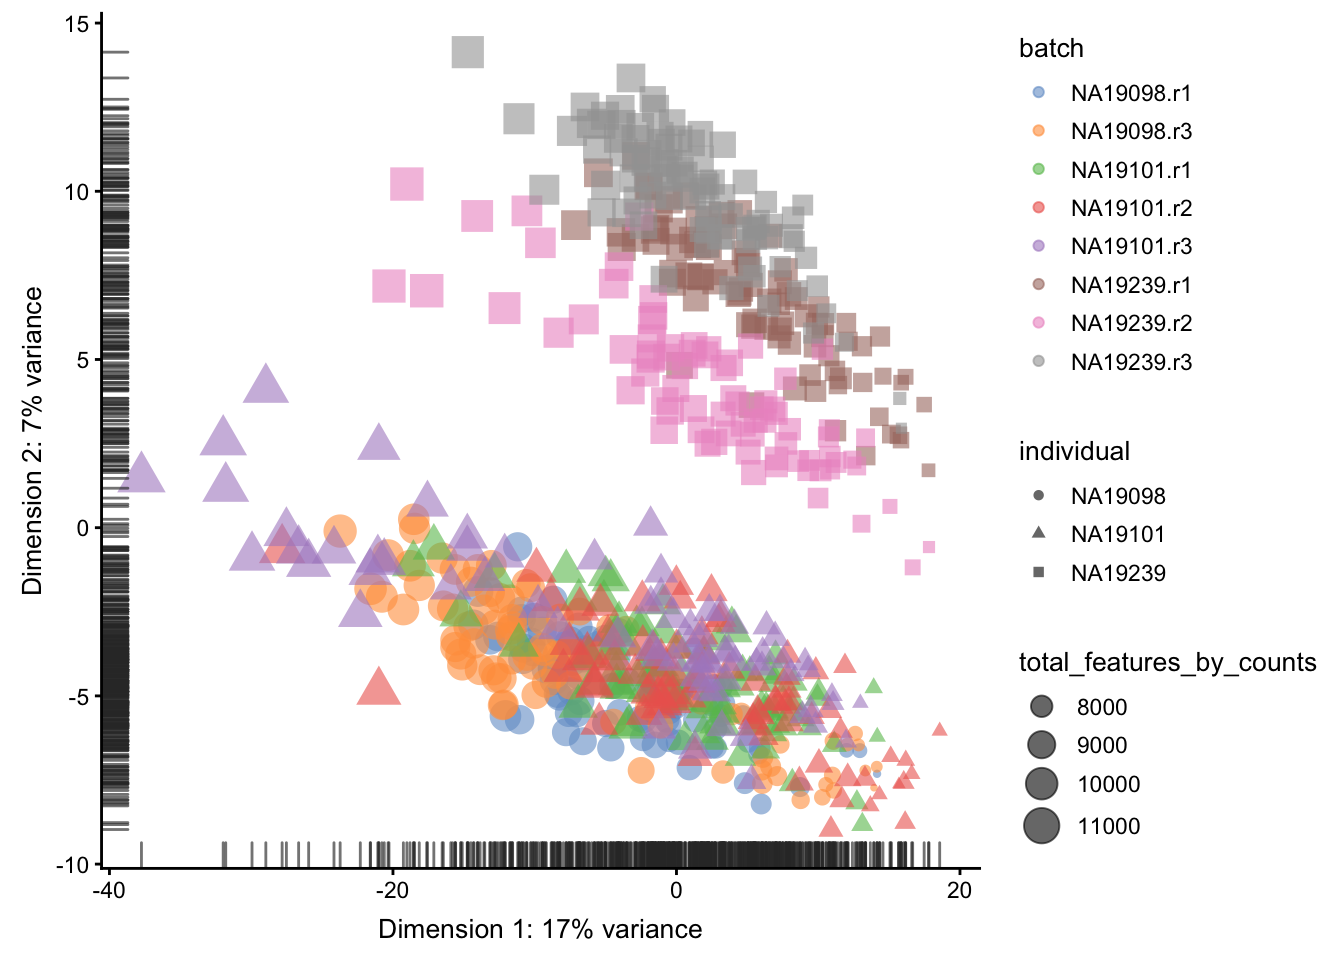 15
10
5
0
-5
-10
Dimension 2: 7% variance
-40
-20
0
20
Dimension 1: 17% variance
batch
NA19098.r1
NA19098.r3
NA19101.r1
NA19101.r2
NA19101.r3
NA19239.r1
NA19239.r2
NA19239.r3
individual
NA19098
NA19101
NA19239
total_features_by_counts
8000
9000
10000
11000